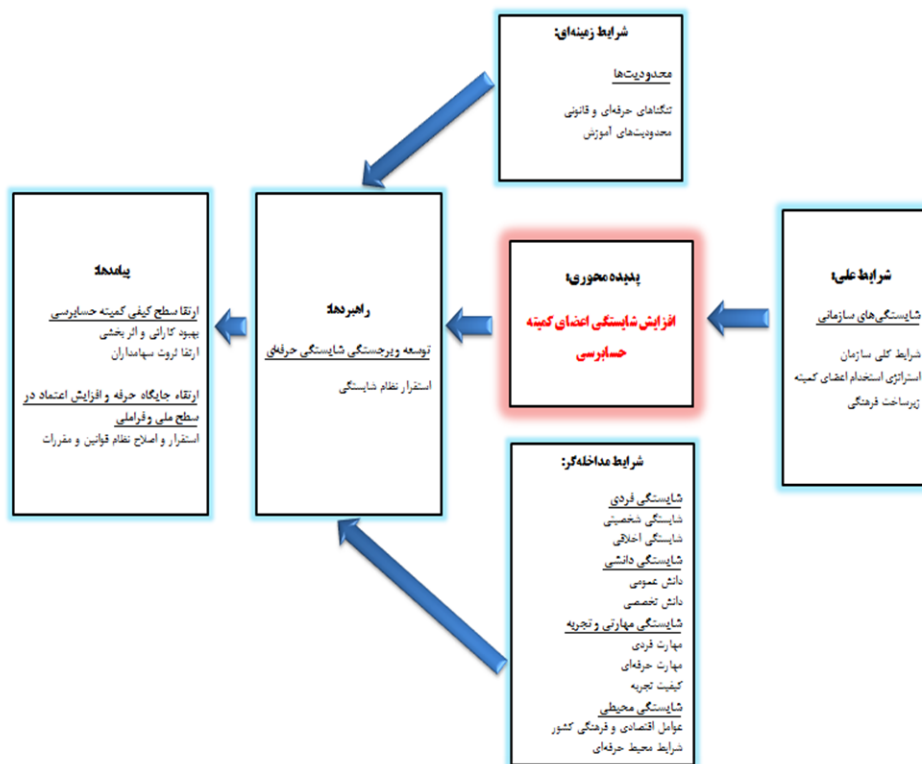 شرایط زمینه‌ای:
محدودیت‌ها
تنگناهای حرفه‌ای و قانونی
محدودیت‌های آموزش
شرایط علی:
شایستگی‌های سازمانی
شرایط کلی سازمان
استراتژی استخدام اعضای کمیته
زیرساخت فرهنگی
پدیده محوری:
افزایش شایستگی اعضای کمیته
حسابرسی
راهبردها:
توسعه و برجستگی شایستگی حرفه‌ای
استقرار نظام شایستگی
پیامدها:
ارتقا سطح کیفی کمیته حسابرسی
بهبود کارائی و اثر بخشی
ارتقا ثروت سهامداران
ارتقاء جایگاه حرفه و افزایش اعتماد در
سطح ملی و فراملی
استقرار و اصلاح نظام قوانین و مقررات
شرایط مداخله‌گر:
شایستگی فردی
شایستگی شخصیتی
شایستگی اخلاقی
شایستگی دانشی
دانش عمومی
دانش تخصصی
شایستگی مهارتی و تجربه
مهارت فردی
مهارت حرفه‌ای
کیفیت تجربه
شایستگی محیطی
عوامل اقتصادی و فرهنگی کشور
شرایط محیط حرفه‌ای